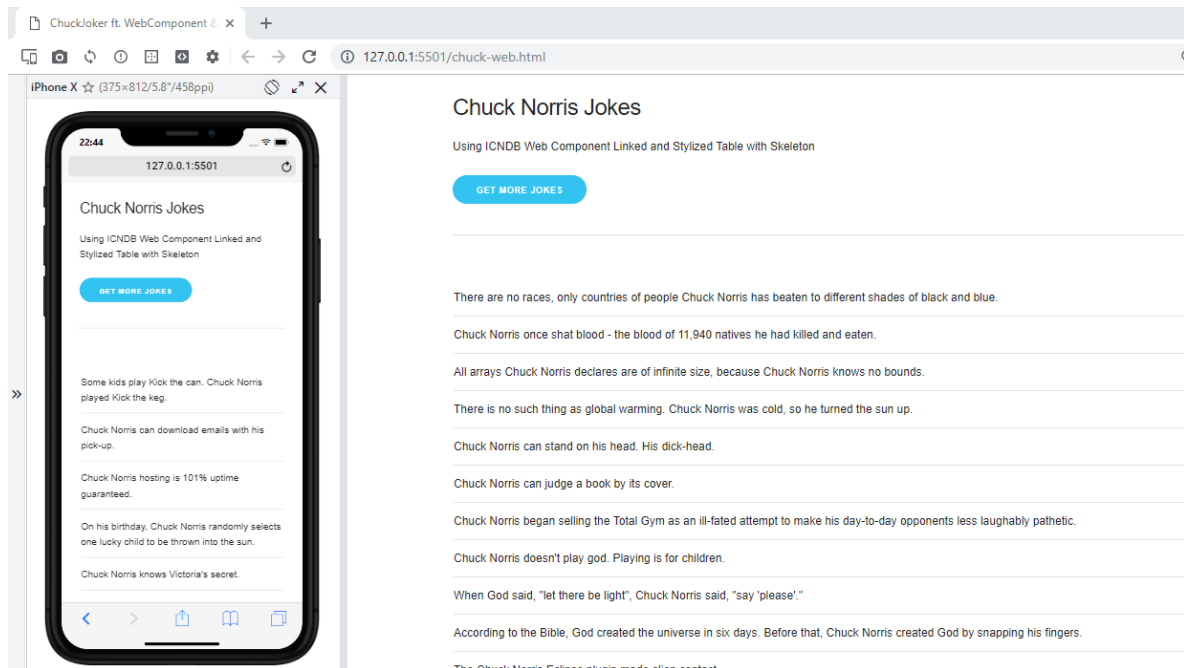 ChuckJoker ft. WebComponent &
127.0.0.1:5501/chuck-web.html
iPhone X ☆ (375×812/5.8"/458ppi)
22:44
127.0.0.1:5501
Chuck Norris Jokes
Using ICNDB Web Component Linked and
Stylized Table with Skeleton
GET MORE JOKES
Some kids play Kick the can. Chuck Norris
played Kick the keg.
Chuck Norris can download emails with his
pick-up.
Chuck Norris hosting is 101% uptime
guaranteed.
On his birthday, Chuck Norris randomly selects
one lucky child to be thrown into the sun.
Chuck Norris knows Victoria's secret.
Chuck Norris Jokes
Using ICNDB Web Component Linked and Stylized Table with Skeleton
GET MORE JOKES
There are no races, only countries of people Chuck Norris has beaten to different shades of black and blue.
Chuck Norris once shat blood - the blood of 11,940 natives he had killed and eaten.
All arrays Chuck Norris declares are of infinite size, because Chuck Norris knows no bounds.
There is no such thing as global warming. Chuck Norris was cold, so he turned the sun up.
Chuck Norris can stand on his head. His dick-head.
Chuck Norris can judge a book by its cover.
Chuck Norris began selling the Total Gym as an ill-fated attempt to make his day-to-day opponents less laughably pathetic.
Chuck Norris doesn't play god. Playing is for children.
When God said, "let there be light", Chuck Norris said, "say 'please'."
According to the Bible, God created the universe in six days. Before that, Chuck Norris created God by snapping his fingers.
The Chuck Norris Eclipse plugin made alien contact.